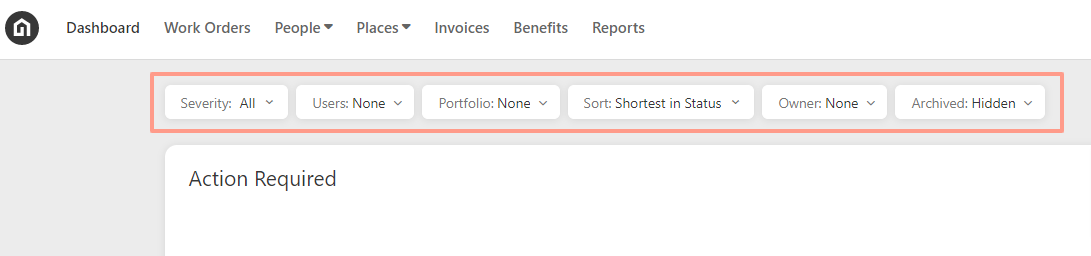 Dashboard Work Orders People Places Invoices Benefits Reports
Severity: All Users: None Portfolio: None Sort: Shortest in Status Owner: None Archived: Hidden
Action Required